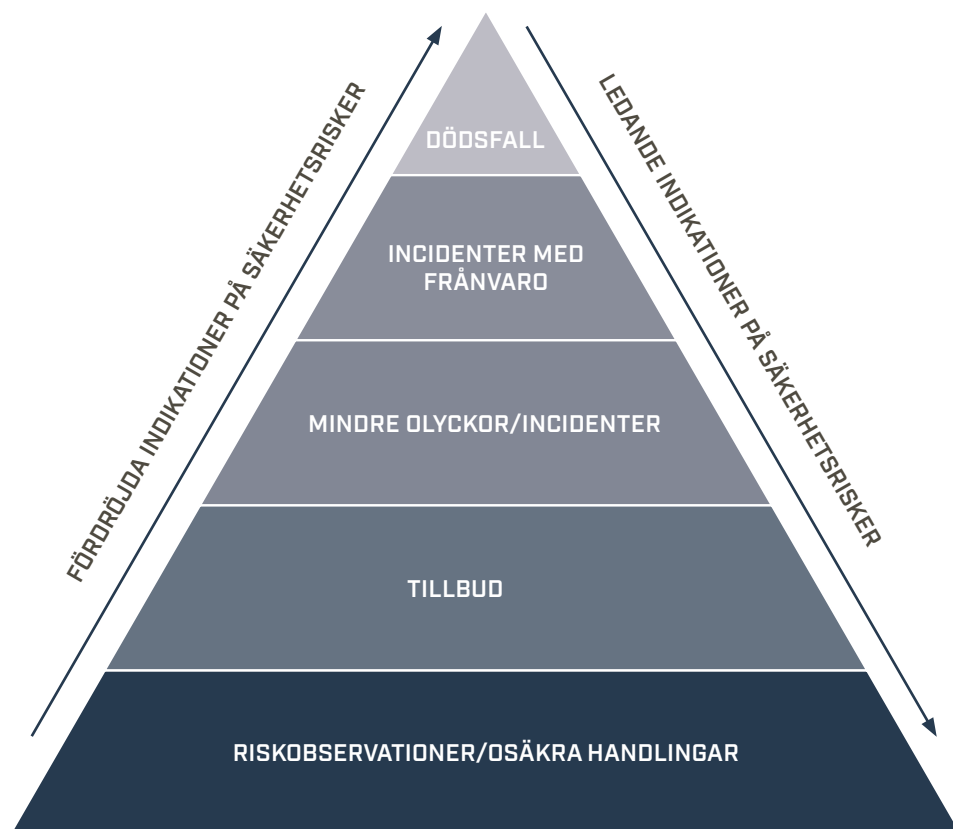 FÖRDRÖJDA INDIKATIONER PÅ SÄKERHETSRISKER
LEDANDE INDIKATIONER PÅ SÄKERHETSRISKER
DÖDSFALL
INCIDENTER MED
FRÅNVARO
MINDRE OLYCKOR/INCIDENTER
TILLBUD
RISKOBSERVATIONER/OSÄKRA HANDLINGAR